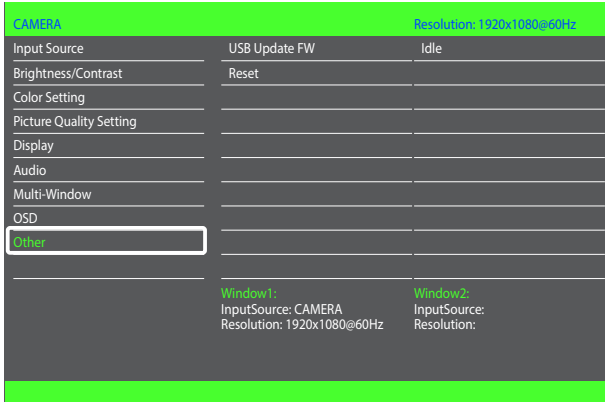 CAMERA Resolution: 1920x1080@60Hz
Input Source USB Update FW Idle
Brightness/Contrast Reset
Color Setting
Picture Quality Setting
Display
Audio
Multi-Window
OSD
Other
Window1: Window2:
InputSource: CAMERA InputSource:
Resolution: 1920x1080@60Hz Resolution: